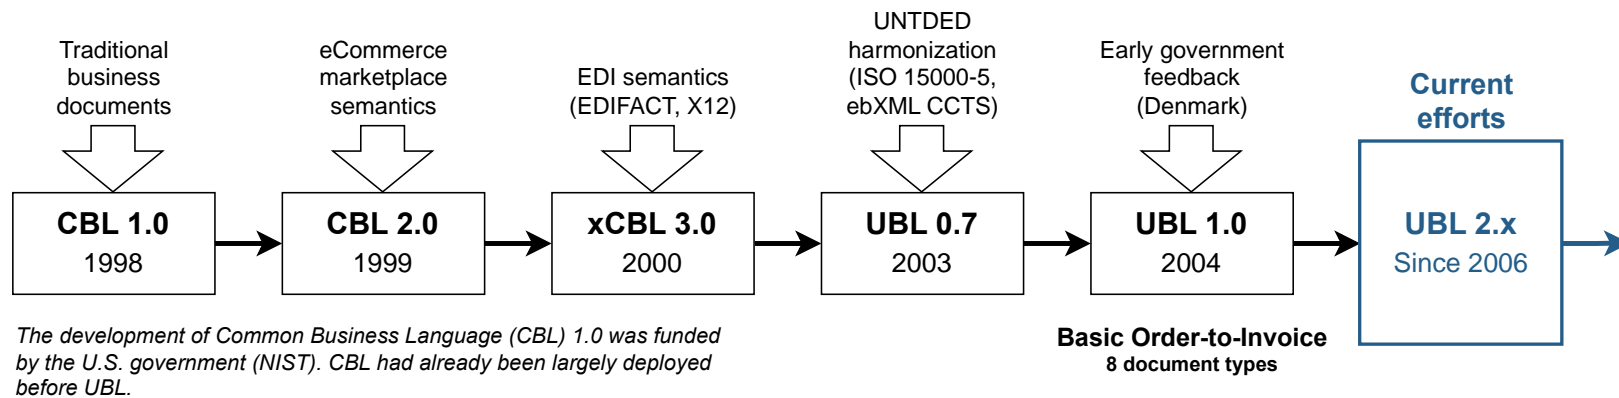 Traditional
business
documents
eCommerce
marketplace
semantics
EDI semantics
(EDIFACT, X12)
UNTDED
harmonization
(ISO 15000-5,
ebXML CCTS)
Early government
feedback
(Denmark)
Current
efforts
CBL 1.0
1998
CBL 2.0
1999
xCBL 3.0
2000
UBL 0.7
2003
UBL 1.0
2004
UBL 2.x
Since 2006
The development of Common Business Language (CBL) 1.0 was funded
by the U.S. government (NIST). CBL had already been largely deployed
before UBL.
Basic Order-to-Invoice
8 document types